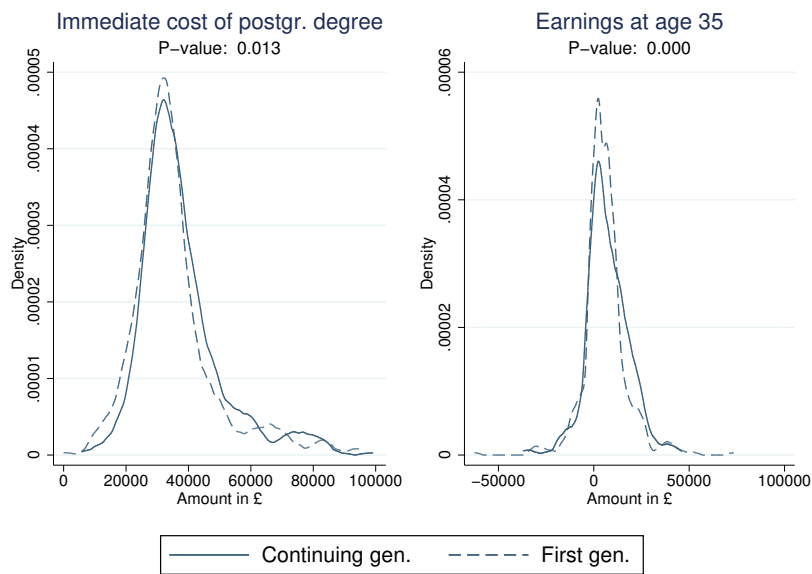 Immediate cost of postgr. degree
P-value: 0.013
Density
.00005
.00004
.00003
.00002
.00001
0
0 20000 40000 60000 80000 100000
Amount in £
Earnings at age 35
P-value: 0.000
Density
.00006
.00004
.00002
0
-50000 0 50000 100000
Amount in £
Continuing gen. First gen.